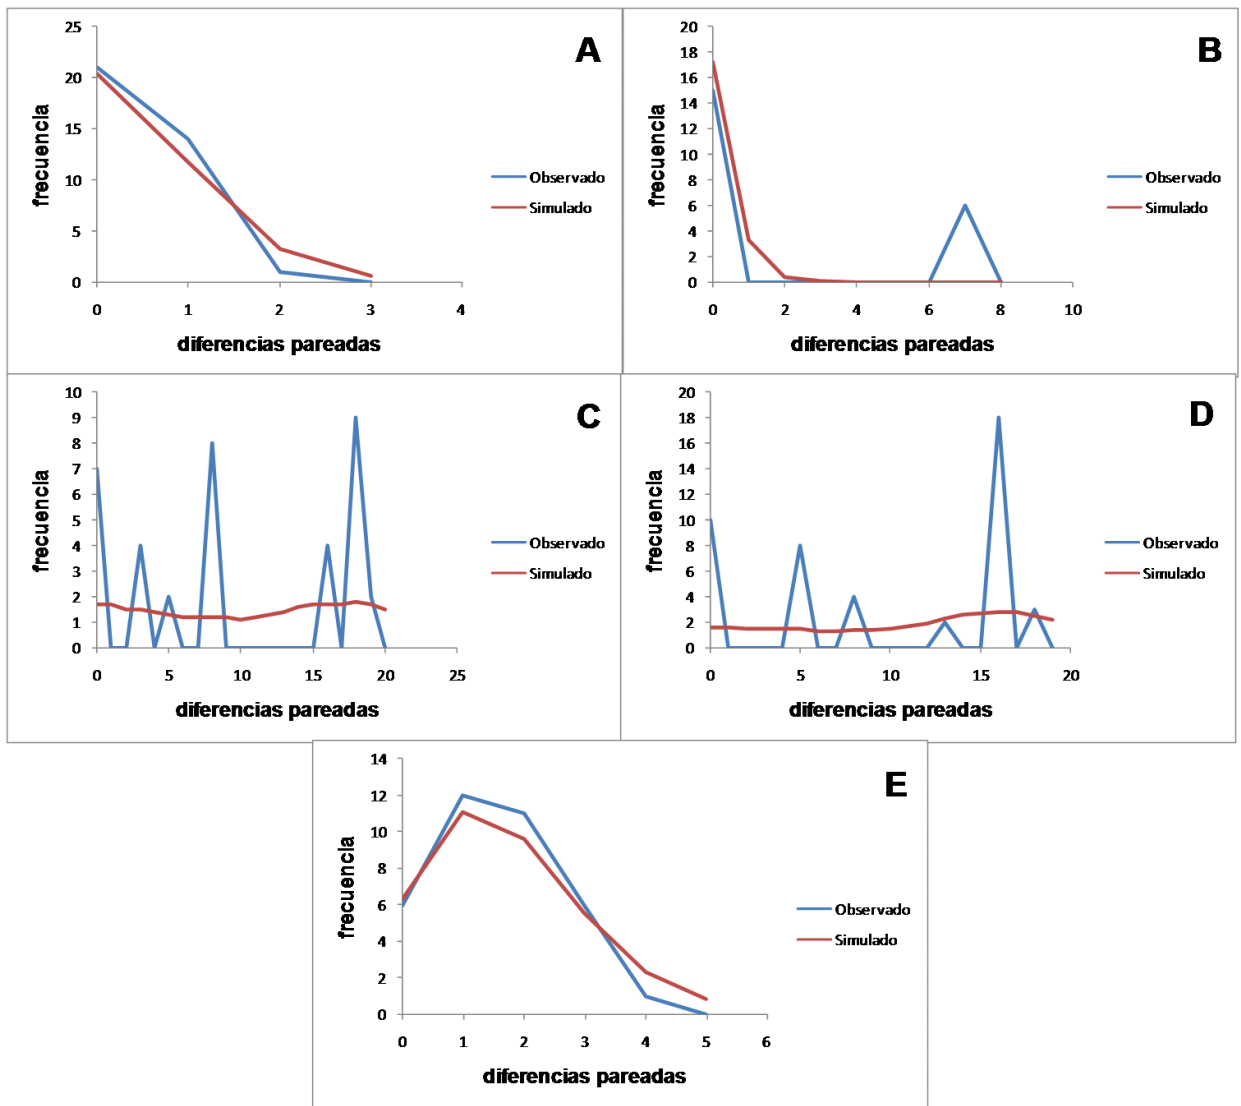 A
25
20
15
10
5
0
frecuencia
0 1 2 3 4
diferencias pareadas
Observado
Simulado
B
20
18
16
14
12
10
8
6
4
2
0
frecuencia
0 2 4 6 8 10
diferencias pareadas
Observado
Simulado
C
10
9
8
7
6
5
4
3
2
1
0
frecuencia
0 5 10 15 20 25
diferencias pareadas
Observado
Simulado
D
20
18
16
14
12
10
8
6
4
2
0
frecuencia
0 5 10 15 20
diferencias pareadas
Observado
Simulado
E
14
12
10
8
6
4
2
0
frecuencia
0 1 2 3 4 5 6
diferencias pareadas
Observado
Simulado